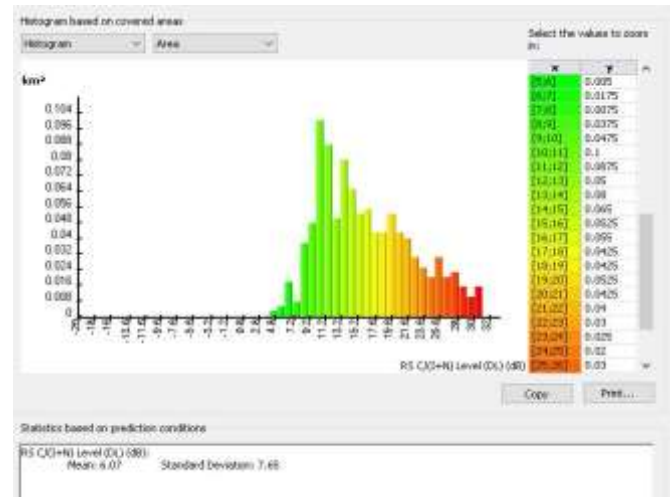 Histogram based on covered areas
Histogram
Area
Select the values to zoom in:
km²
0.104
0.096
0.088
0.08
0.072
0.064
0.056
0.048
0.04
0.032
0.024
0.016
0.008
0
RS C/(I+N) Level (DL) (dB)
x y
[5;6[ 0.005
[6;7[ 0.0175
[7;8[ 0.0075
[8;9[ 0.0375
[9;10[ 0.0475
[10;11[ 0.1
[11;12[ 0.0875
[12;13[ 0.05
[13;14[ 0.08
[14;15[ 0.065
[15;16[ 0.0525
[16;17[ 0.055
[17;18[ 0.0425
[18;19[ 0.0425
[19;20[ 0.0525
[20;21[ 0.0425
[21;22[ 0.04
[22;23[ 0.03
[23;24[ 0.025
[24;25[ 0.02
[25;26[ 0.03
Copy
Print...
Statistics based on prediction conditions
RS C/(I+N) Level (DL) (dB):
Mean: 6.07 Standard Deviation: 7.65